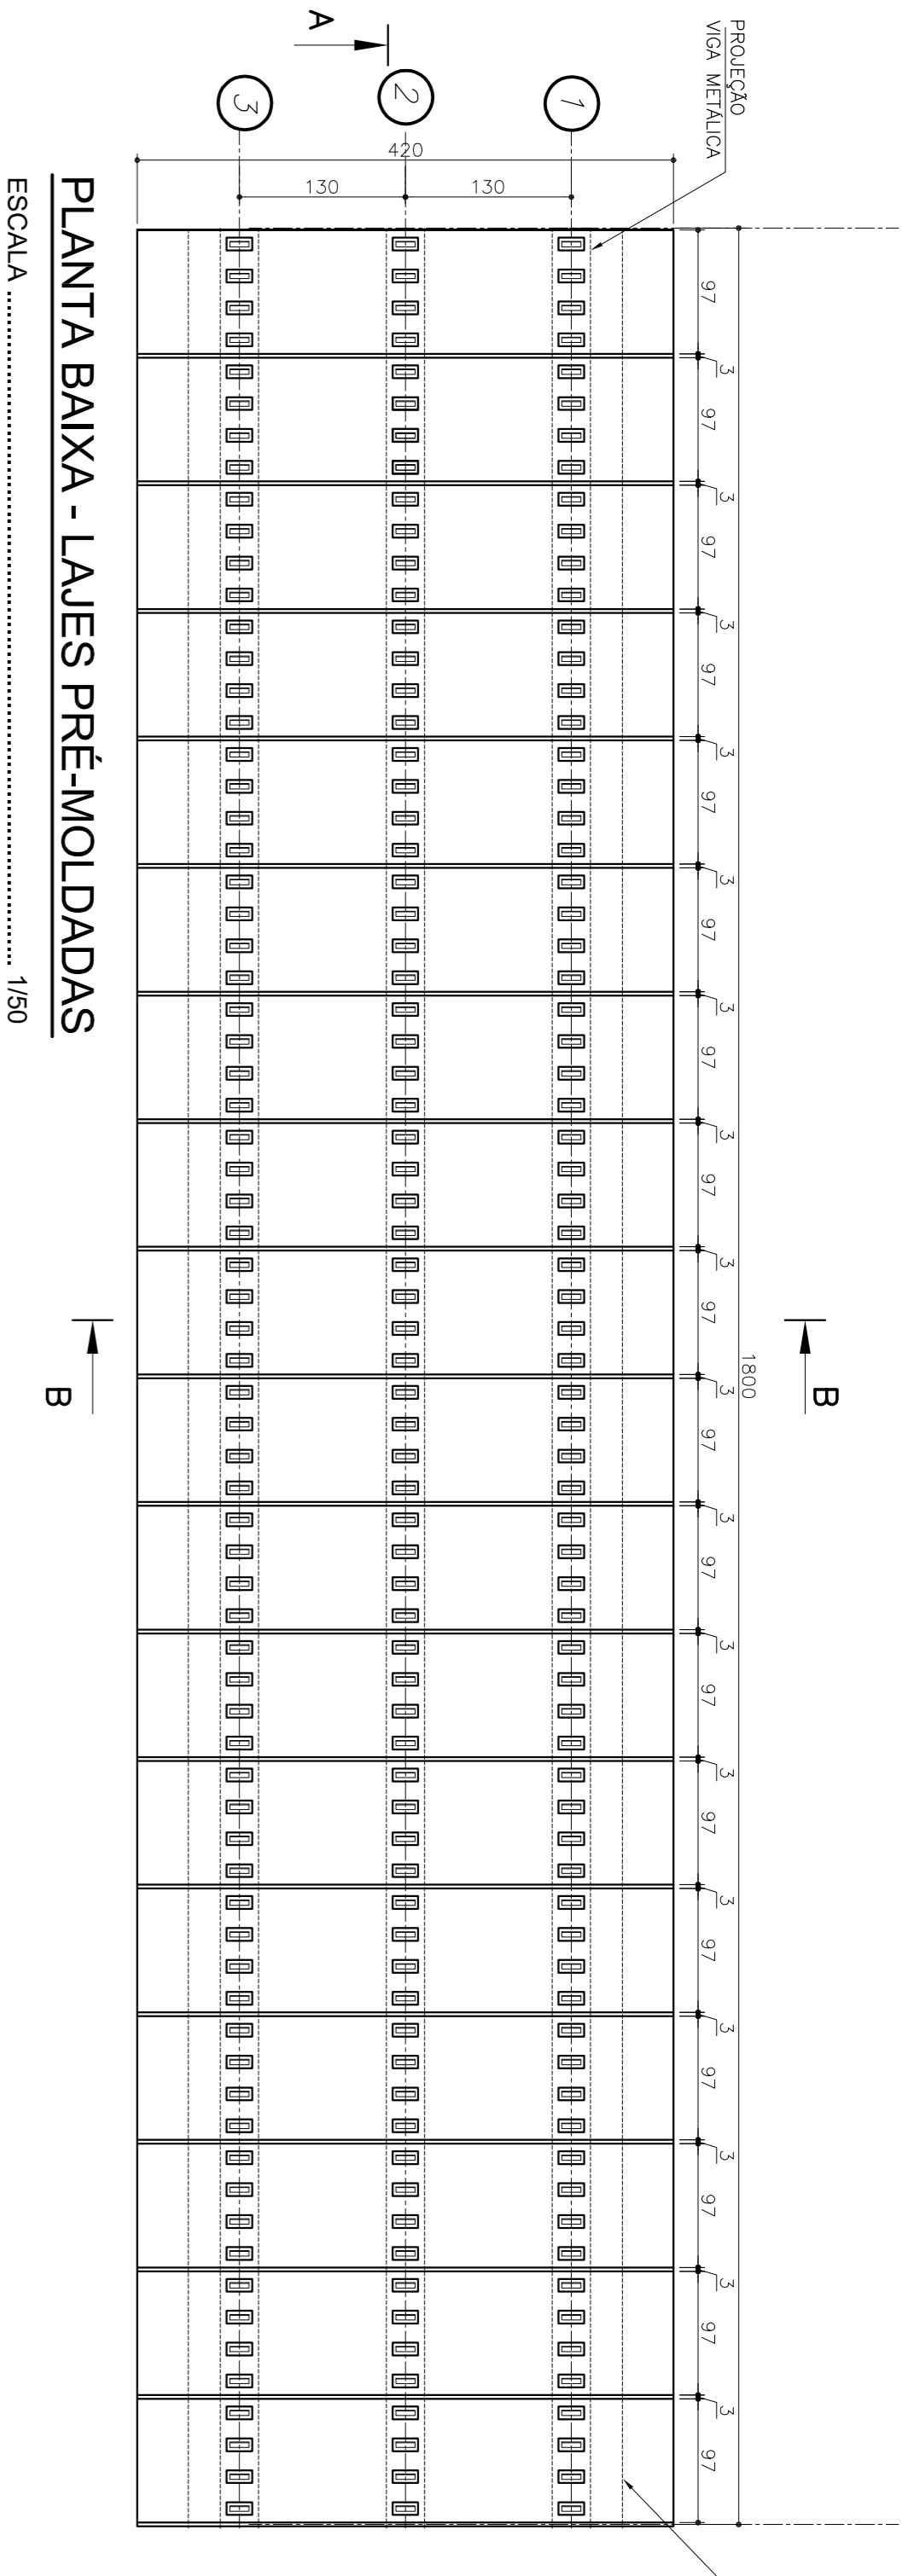 PROJEÇÃO
VIGA METÁLICA
B
1800
97 3 97 3 97 3 97 3 97 3 97 3 97 3 97 3 97 3 97 3 97 3 97 3 97 3 97 3 97 3 97 3 97 3 97
1
130
420
2
130
3
A
B
PLANTA BAIXA - LAJES PRÉ-MOLDADAS
ESCALA ........................................................ 1/50